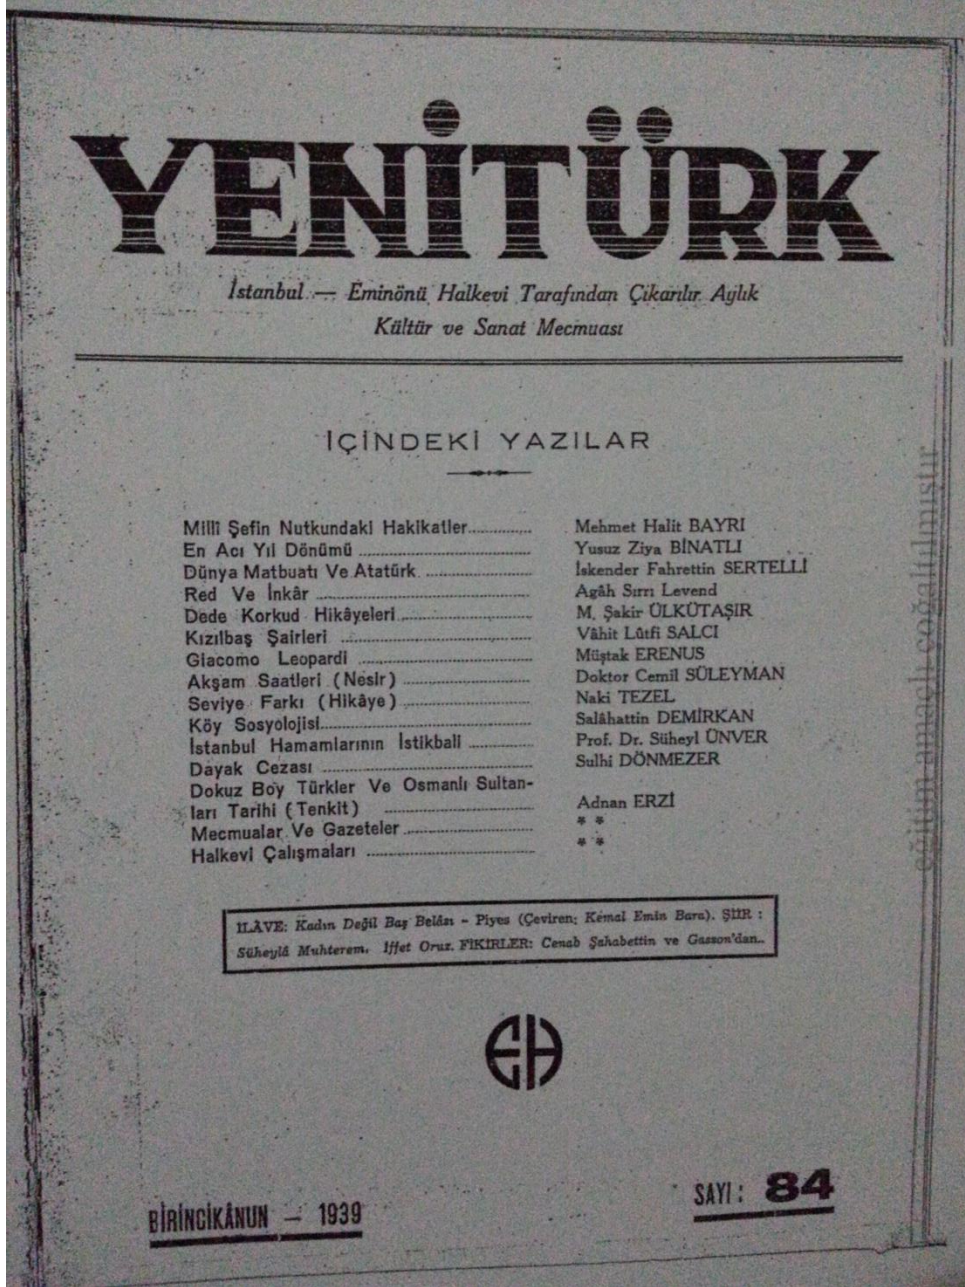 YENİTÜRK
İstanbul — Eminönü Halkevi Tarafından Çıkarılır Aylık
Kültür ve Sanat Mecmuası
İÇİNDEKİ YAZILAR
Millî Şefin Nutkundaki Hakikatler.............. Mehmet Halit BAYRI
En Acı Yıl Dönümü .............. Yusuz Ziya BİNATLI
Dünya Matbuatı Ve Atatürk .............. İskender Fahrettin SERTELLİ
Red Ve İnkâr .............. Agâh Sırrı Levend
Dede Korkud Hikâyeleri .............. M. Şakir ÜLKÜTAŞIR
Kızılbaş Şairleri .............. Vâhit Lûtfi SALCI
Giacomo Leopardi .............. Müştak ERENUS
Akşam Saatleri (Nesir) .............. Doktor Cemil SÜLEYMAN
Seviye Farkı (Hikâye) .............. Naki TEZEL
Köy Sosyolojisi.............. Salâhattin DEMİRKAN
İstanbul Hamamlarının İstikbali .............. Prof. Dr. Süheyl ÜNVER
Dayak Cezası .............. Sulhi DÖNMEZER
Dokuz Boy Türkler Ve Osmanlı Sultan-
ları Tarihi (Tenkit) .............. Adnan ERZİ
Mecmualar Ve Gazeteler .............. * *
Halkevi Çalışmaları .............. * *
İLÂVE: Kadın Değil Baş Belâsı - Piyes (Çeviren: Kemal Emin Bara). ŞİİR :
Süheylâ Muhterem. Iffet Oruz. FİKİRLER: Cenab Şahabettin ve Gasson'dan..
EH
BİRİNCİKÂNUN — 1939
SAYI: 84
eğitim amaçlı çoğaltılmıştır